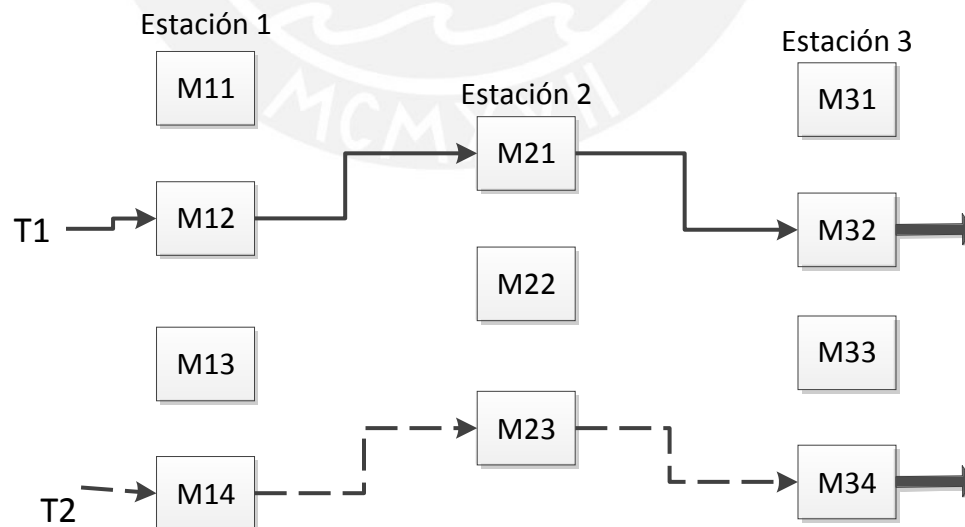 Estación 1
Estación 2
Estación 3
M11
M12
M13
M14
M21
M22
M23
M31
M32
M33
M34
T1
T2
MCMXVII